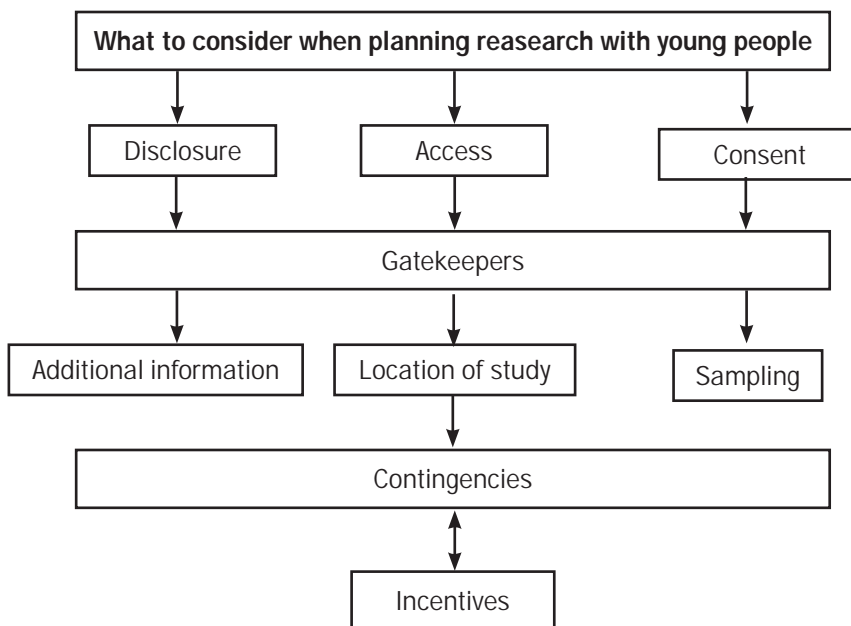 What to consider when planning reasearch with young people
Disclosure
Access
Consent
Gatekeepers
Additional information
Location of study
Sampling
Contingencies
Incentives